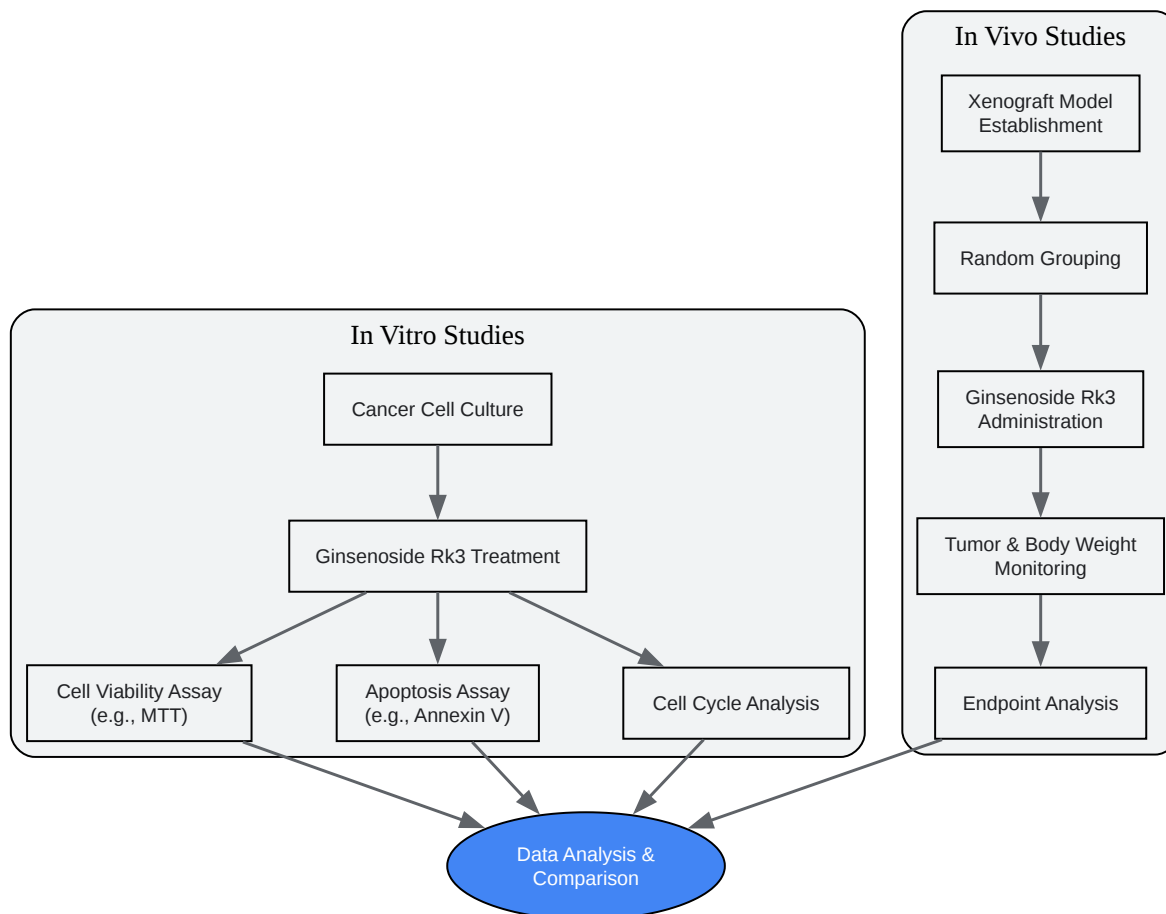 In Vitro Studies
Cancer Cell Culture
Ginsenoside Rk3 Treatment
Cell Viability Assay
(e.g., MTT)
Apoptosis Assay
(e.g., Annexin V)
Cell Cycle Analysis
In Vivo Studies
Xenograft Model
Establishment
Random Grouping
Ginsenoside Rk3
Administration
Tumor & Body Weight
Monitoring
Endpoint Analysis
Data Analysis &
Comparison